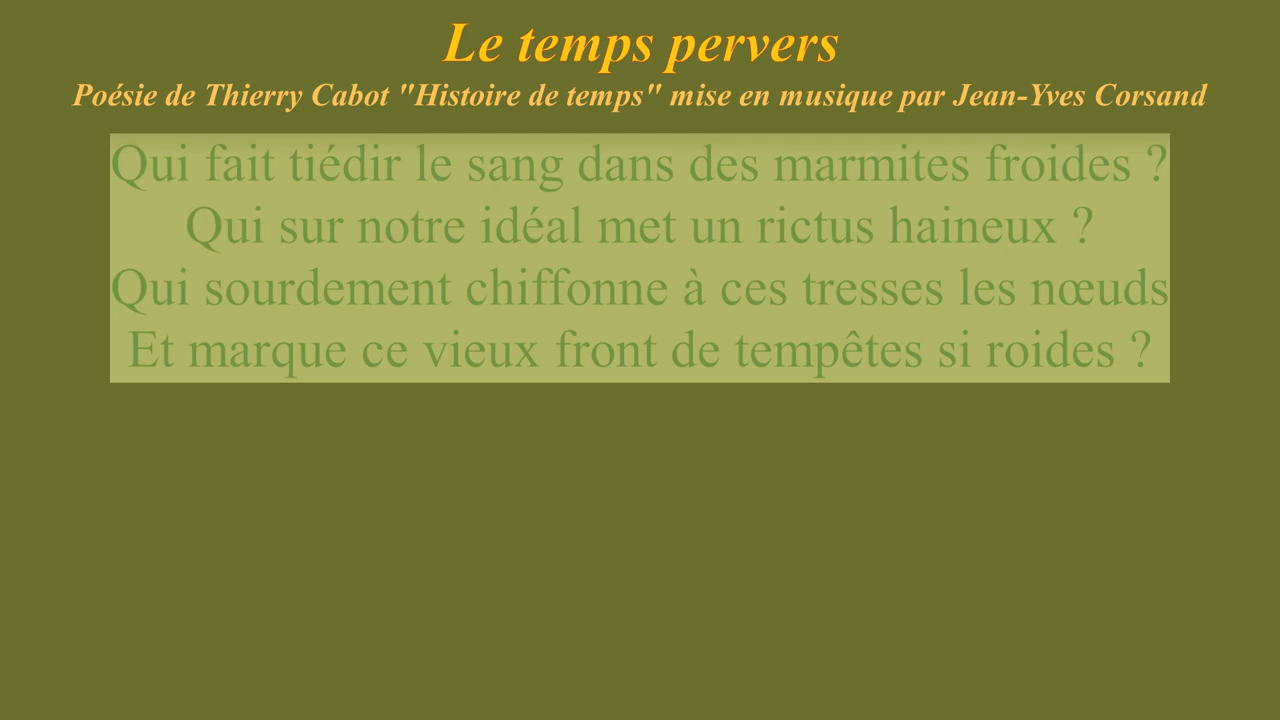 Le temps pervers
Poésie de Thierry Cabot "Histoire de temps" mise en musique par Jean-Yves Corsand
Qui fait tiédir le sang dans des marmites froides ?
Qui sur notre idéal met un rictus haineux ?
Qui sourdement chiffonne à ces tresses les nœuds
Et marque ce vieux front de tempêtes si roides ?